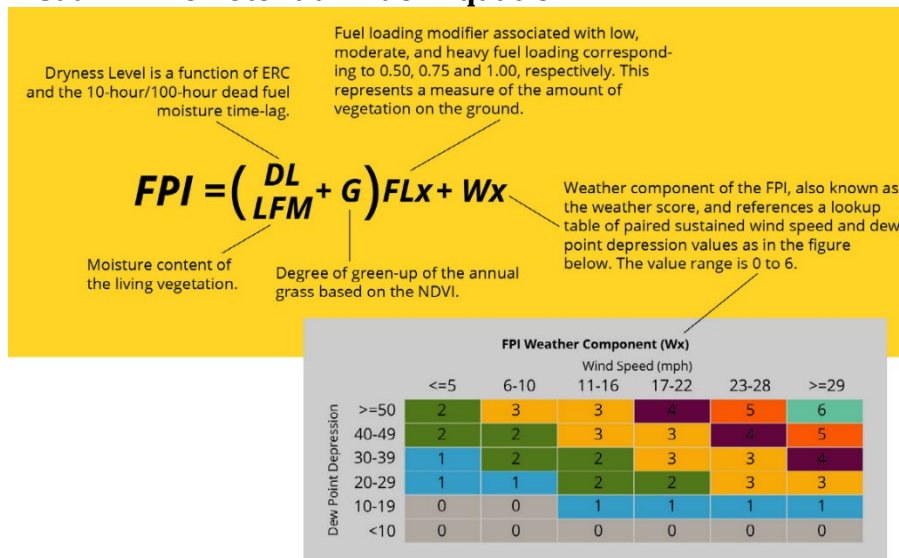 Fuel loading modifier associated with low,
moderate, and heavy fuel loading correspond-
ing to 0.50, 0.75 and 1.00, respectively. This
represents a measure of the amount of
vegetation on the ground.
Dryness Level is a function of ERC
and the 10-hour/100-hour dead fuel
moisture time-lag.
FPI = ( DL
LFM + G ) FLx + Wx
Weather component of the FPI, also known as
the weather score, and references a lookup
table of paired sustained wind speed and dew
point depression values as in the figure
below. The value range is 0 to 6.
Moisture content of
the living vegetation.
Degree of green-up of the annual
grass based on the NDVI.
FPI Weather Component (Wx)
Wind Speed (mph)
<=5 6-10 11-16 17-22 23-28 >=29
Dew Point Depression
>=50 2 3 3 4 5 6
40-49 2 2 3 3 4 5
30-39 1 2 2 3 3 4
20-29 1 1 2 2 3 3
10-19 0 0 1 1 1 1
<10 0 0 0 0 0 0